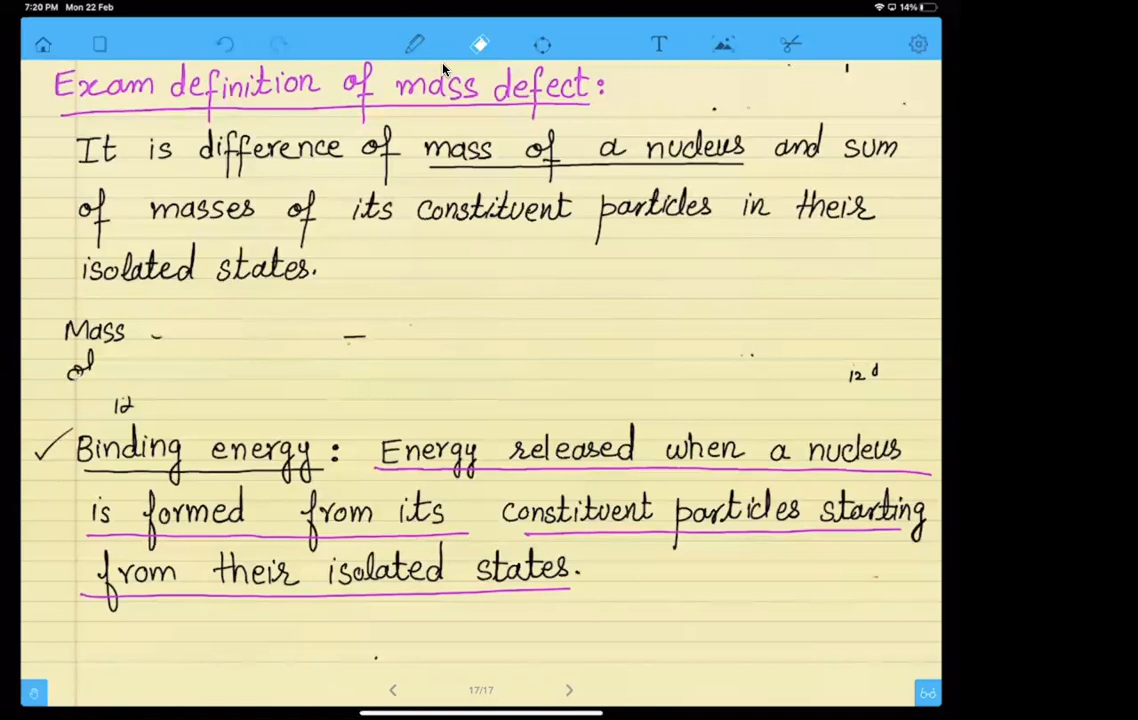 7:20 PM Mon 22 Feb
14%
T
Exam definition of mass defect:
It is difference of mass of a nucleus and sum
of masses of its constituent particles in their
isolated states.
Mass -
of
12
Binding energy: Energy released when a nucleus
is formed from its constituent particles starting
from their isolated states.
17/17